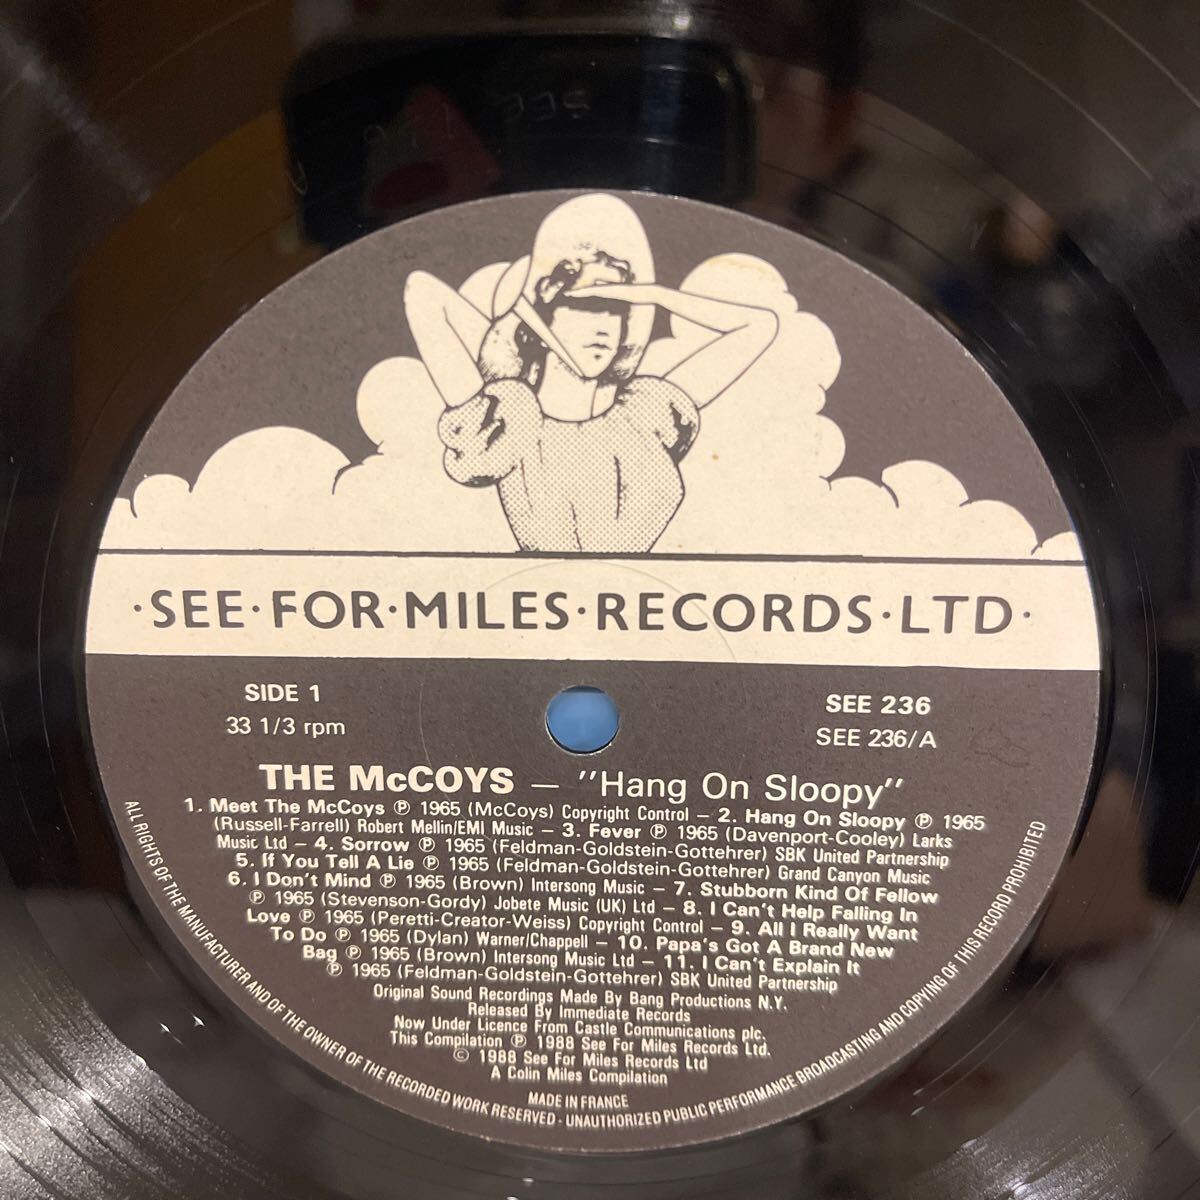 ·SEE·FOR·MILES·RECORDS·LTD·
SIDE 1
33 1/3 rpm
SEE 236
SEE 236/A
THE McCOYS — "Hang On Sloopy"
1. Meet The McCoys ℗ 1965 (McCoys) Copyright Control – 2. Hang On Sloopy ℗ 1965
(Russell-Farrell) Robert Mellin/EMI Music – 3. Fever ℗ 1965 (Davenport-Cooley) Larks
Music Ltd – 4. Sorrow ℗ 1965 (Feldman-Goldstein-Gottehrer) SBK United Partnership
5. If You Tell A Lie ℗ 1965 (Feldman-Goldstein-Gottehrer) Grand Canyon Music
6. I Don't Mind ℗ 1965 (Brown) Intersong Music – 7. Stubborn Kind Of Fellow
℗ 1965 (Stevenson-Gordy) Jobete Music (UK) Ltd – 8. I Can't Help Falling In
Love ℗ 1965 (Peretti-Creator-Weiss) Copyright Control – 9. All I Really Want
To Do ℗ 1965 (Dylan) Warner/Chappell – 10. Papa's Got A Brand New
Bag ℗ 1965 (Brown) Intersong Music Ltd – 11. I Can't Explain It
℗ 1965 (Feldman-Goldstein-Gottehrer) SBK United Partnership
Original Sound Recordings Made By Bang Productions N.Y.
Released By Immediate Records
Now Under Licence From Castle Communications plc.
This Compilation ℗ 1988 See For Miles Records Ltd.
© 1988 See For Miles Records Ltd
A Colin Miles Compilation
MADE IN FRANCE
ALL RIGHTS OF THE MANUFACTURER AND OF THE OWNER OF THE RECORDED WORK RESERVED - UNAUTHORIZED PUBLIC PERFORMANCE BROADCASTING AND COPYING OF THIS RECORD PROHIBITED